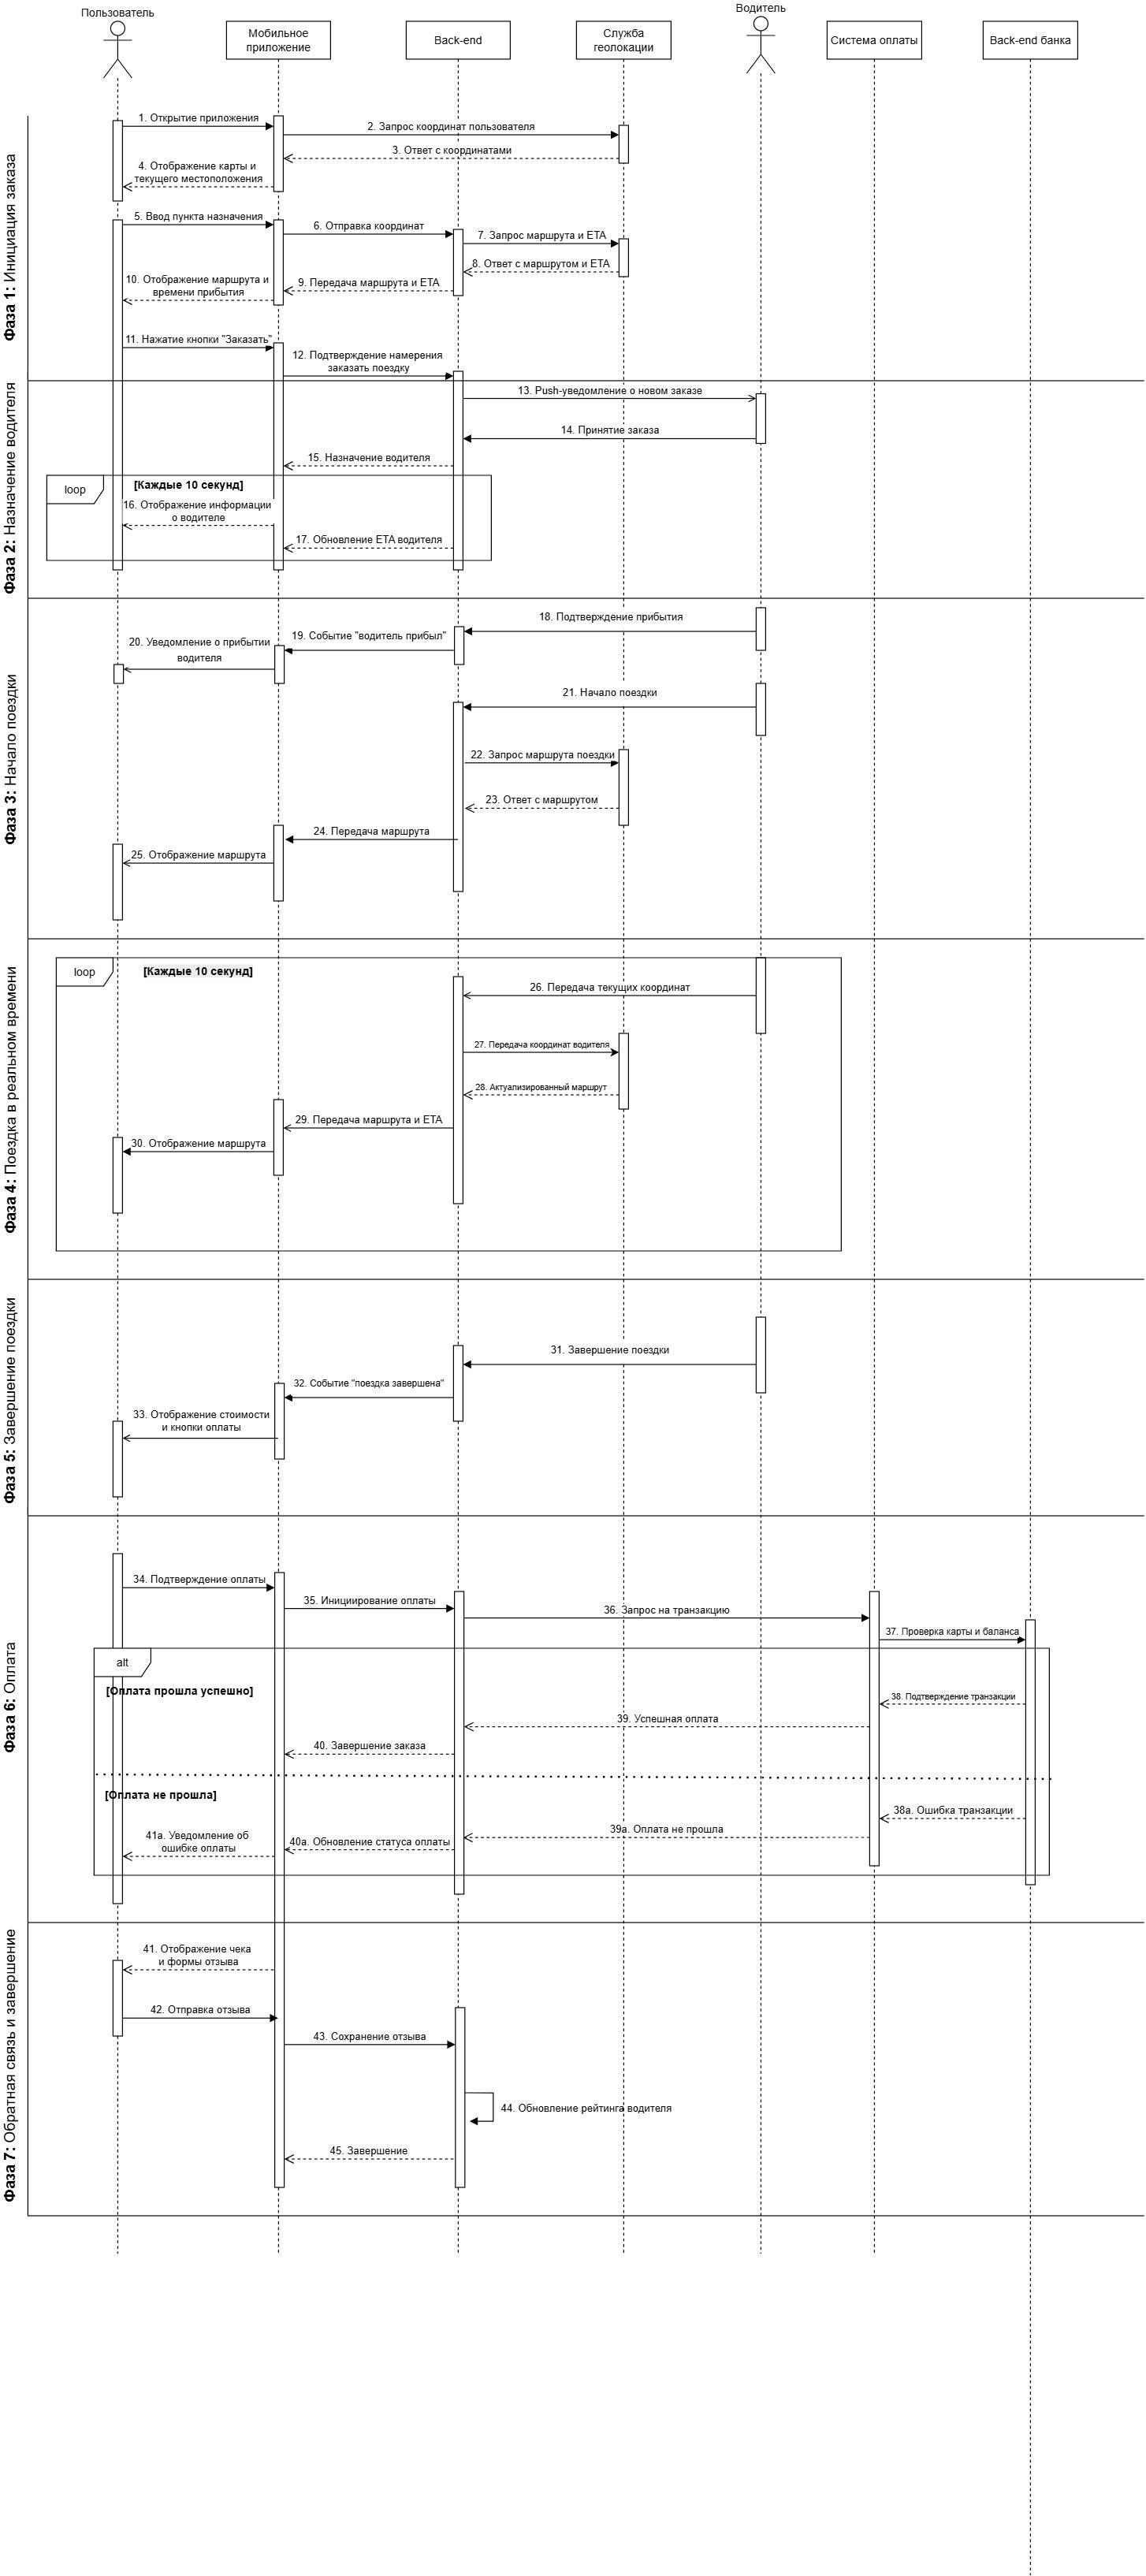 Пользователь
Мобильное
приложение
Back-end
Служба
геолокации
Водитель
Система оплаты
Back-end банка
Фаза 1: Инициация заказа
1. Открытие приложения
2. Запрос координат пользователя
3. Ответ с координатами
4. Отображение карты и
текущего местоположения
5. Ввод пункта назначения
6. Отправка координат
7. Запрос маршрута и ETA
8. Ответ с маршрутом и ETA
9. Передача маршрута и ETA
10. Отображение маршрута и
времени прибытия
11. Нажатие кнопки "Заказать"
12. Подтверждение намерения
заказать поездку
Фаза 2: Назначение водителя
13. Push-уведомление о новом заказе
14. Принятие заказа
15. Назначение водителя
loop
[Каждые 10 секунд]
16. Отображение информации
о водителе
17. Обновление ETA водителя
Фаза 3: Начало поездки
18. Подтверждение прибытия
19. Событие "водитель прибыл"
20. Уведомление о прибытии
водителя
21. Начало поездки
22. Запрос маршрута поездки
23. Ответ с маршрутом
24. Передача маршрута
25. Отображение маршрута
Фаза 4: Поездка в реальном времени
loop
[Каждые 10 секунд]
26. Передача текущих координат
27. Передача координат водителя
28. Актуализированный маршрут
29. Передача маршрута и ETA
30. Отображение маршрута
Фаза 5: Завершение поездки
31. Завершение поездки
32. Событие "поездка завершена"
33. Отображение стоимости
и кнопки оплаты
Фаза 6: Оплата
34. Подтверждение оплаты
35. Инициирование оплаты
36. Запрос на транзакцию
37. Проверка карты и баланса
alt
[Оплата прошла успешно]
38. Подтверждение транзакции
39. Успешная оплата
40. Завершение заказа
[Оплата не прошла]
38а. Ошибка транзакции
39а. Оплата не прошла
40а. Обновление статуса оплаты
41а. Уведомление об
ошибке оплаты
Фаза 7: Обратная связь и завершение
41. Отображение чека
и формы отзыва
42. Отправка отзыва
43. Сохранение отзыва
44. Обновление рейтинга водителя
45. Завершение